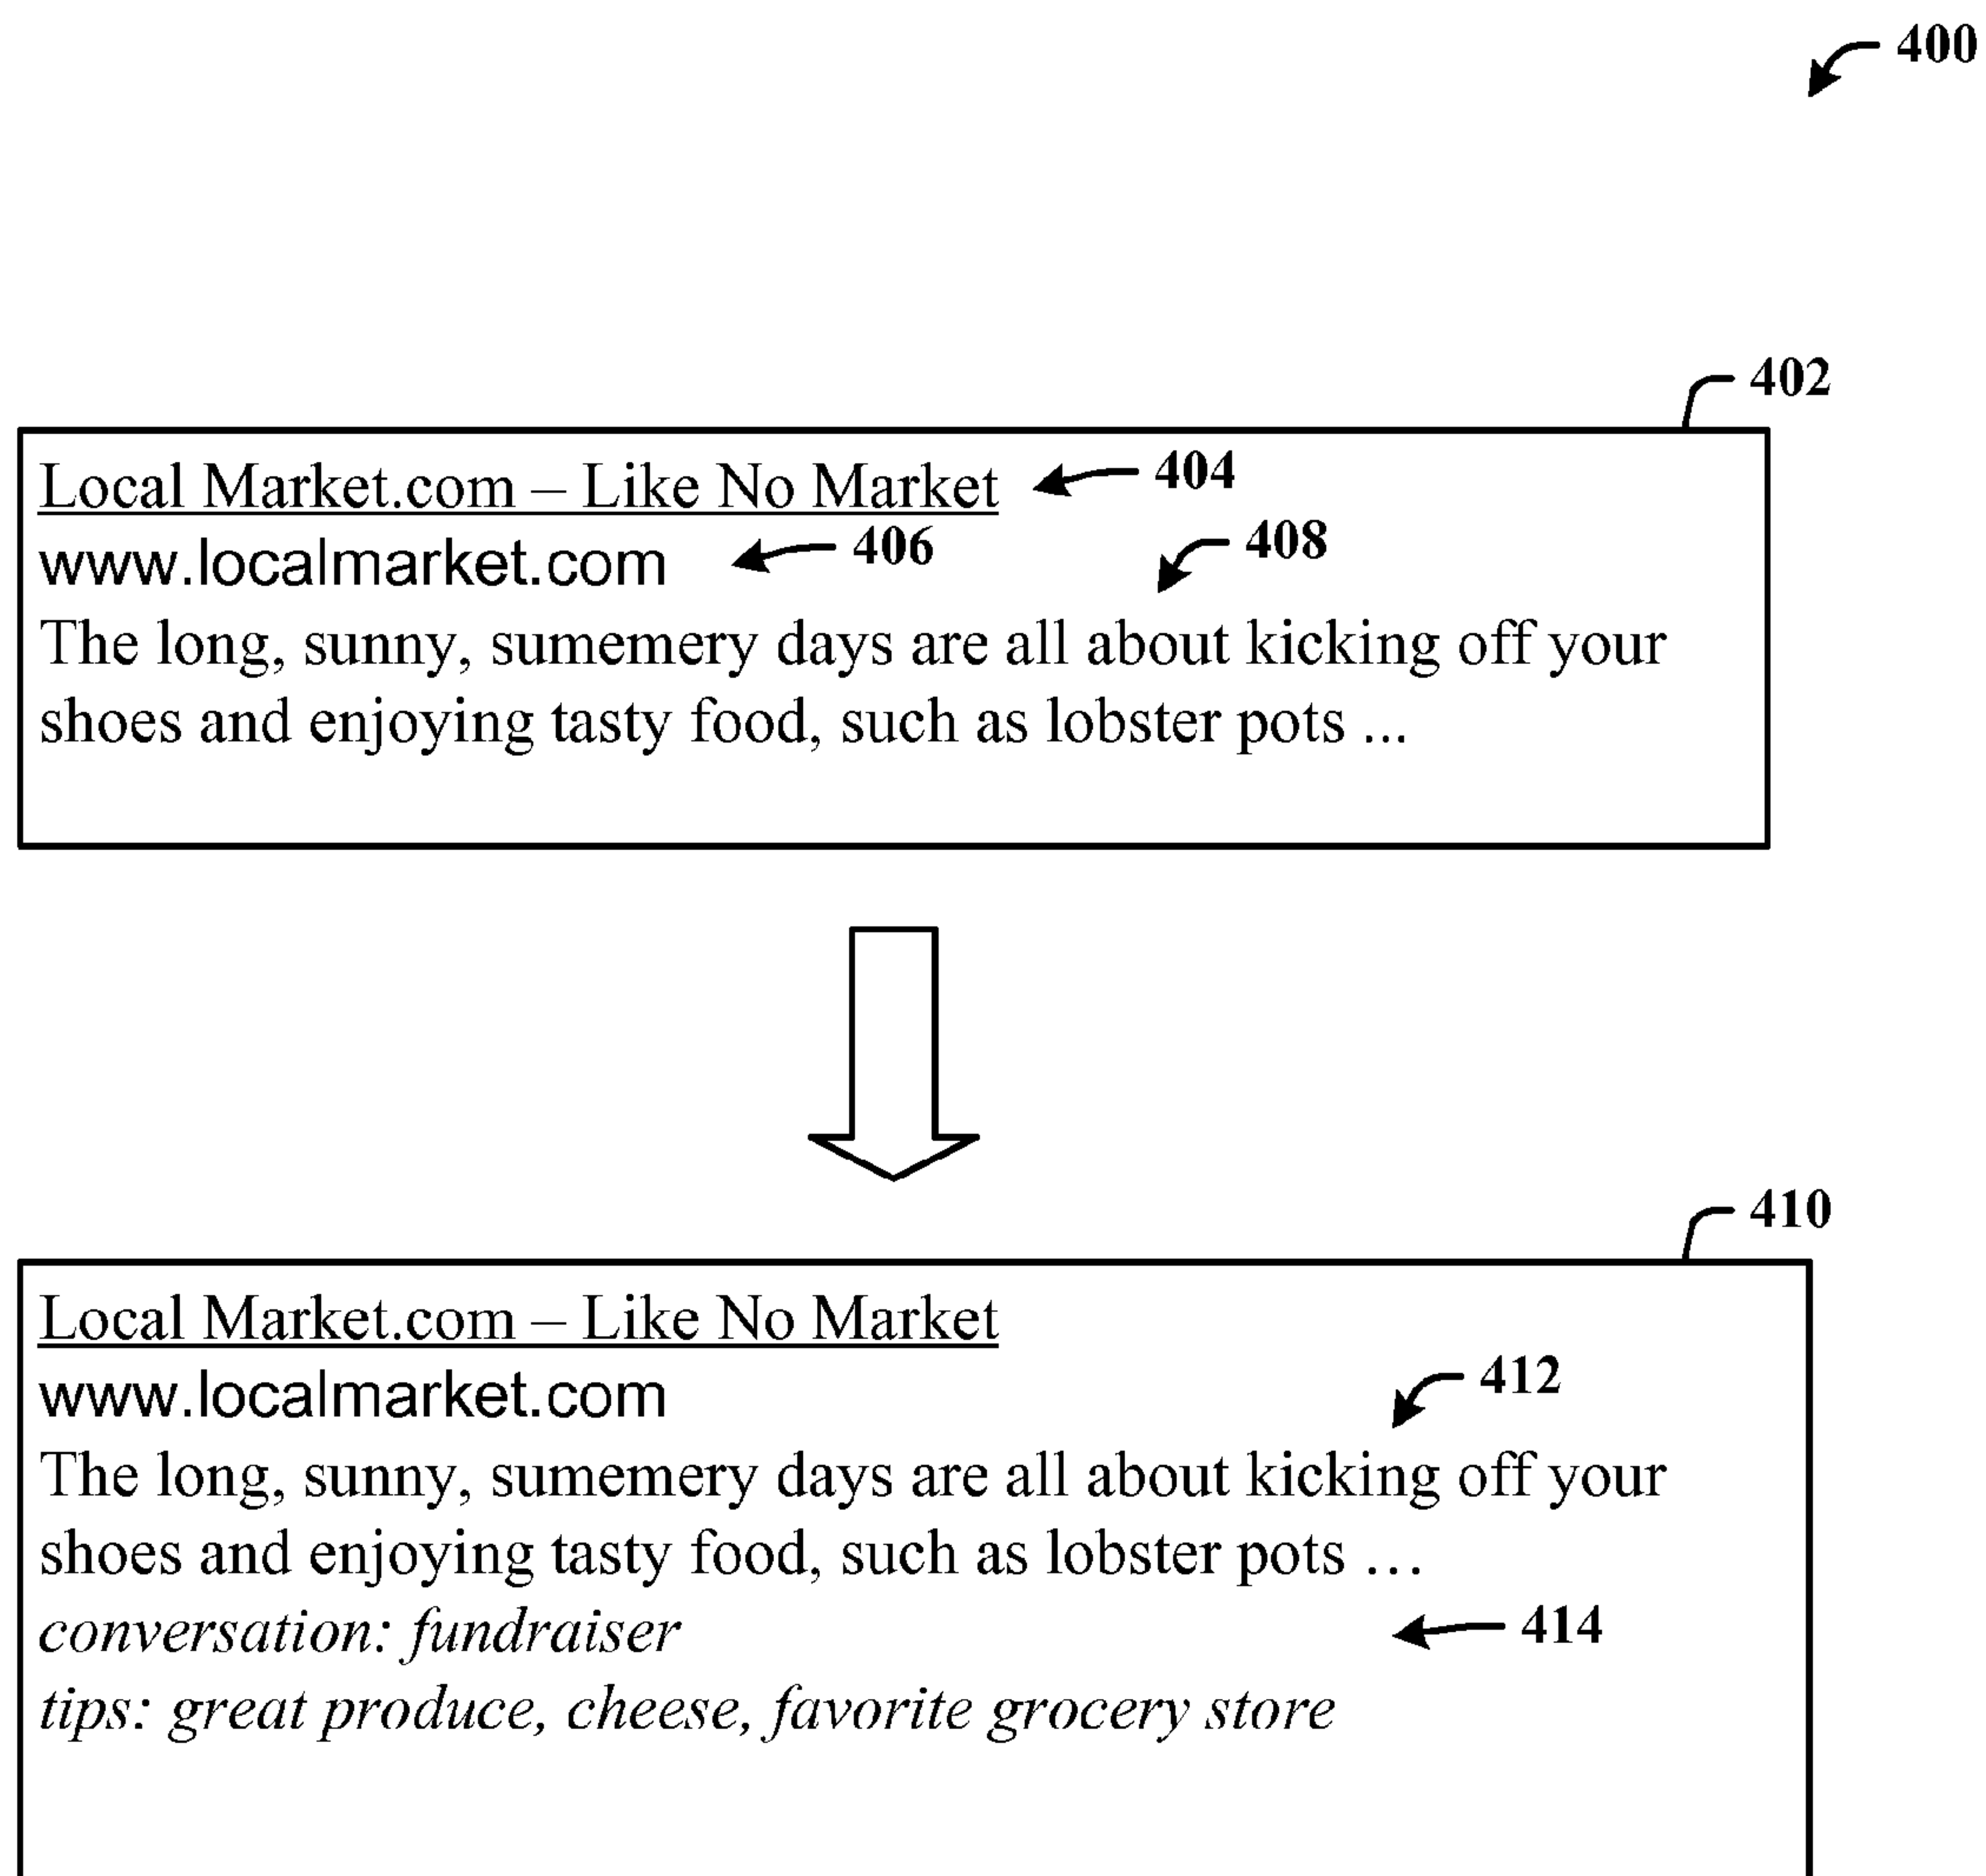 400
402
Local Market.com – Like No Market 404
www.localmarket.com 406 408
The long, sunny, sumemery days are all about kicking off your
shoes and enjoying tasty food, such as lobster pots ...
410
Local Market.com – Like No Market
www.localmarket.com 412
The long, sunny, sumemery days are all about kicking off your
shoes and enjoying tasty food, such as lobster pots …
conversation: fundraiser 414
tips: great produce, cheese, favorite grocery store